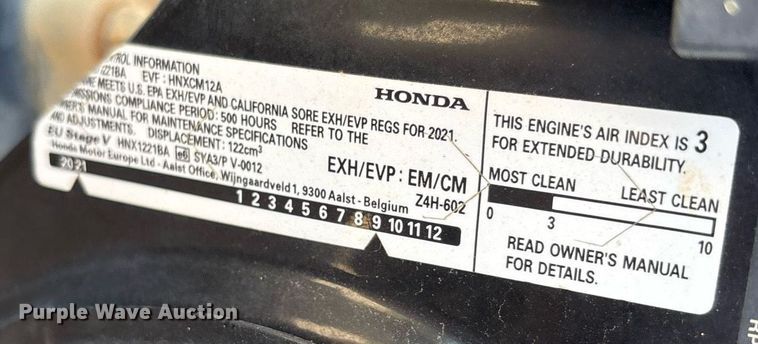 INFORMATION
1221BA EVF : HNXCM12A
HONDA
MEETS U.S. EPA EXH/EVP AND CALIFORNIA SORE EXH/EVP REGS FOR 2021.
COMPLIANCE PERIOD: 500 HOURS REFER TO THE
MANUAL FOR MAINTENANCE SPECIFICATIONS
AND ADJUSTMENTS. DISPLACEMENT: 122cm³
EU Stage V HNX1221BA e6 SYA3/P V-0012
EXH/EVP : EM/CM
Honda Motor Europe Ltd - Aalst Office, Wijngaardveld 1, 9300 Aalst - Belgium Z4H-602
2021
1 2 3 4 5 6 7 8 9 10 11 12
THIS ENGINE'S AIR INDEX IS 3
FOR EXTENDED DURABILITY.
MOST CLEAN LEAST CLEAN
0 3 10
READ OWNER'S MANUAL
FOR DETAILS.
Purple Wave Auction